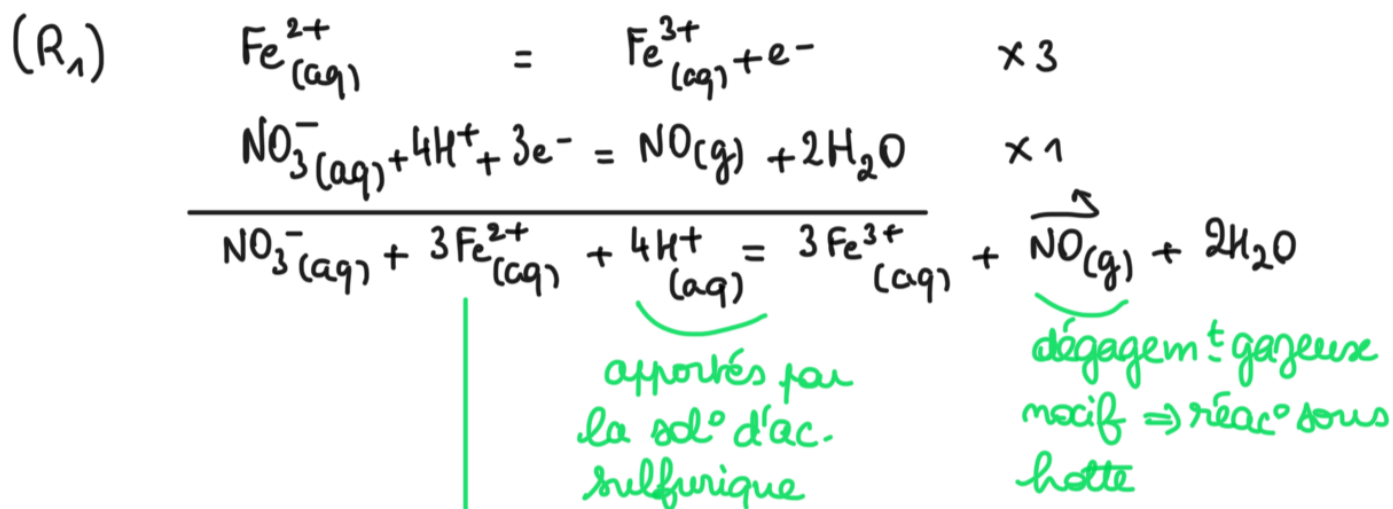 (R₁) Fe²⁺(aq) = Fe³⁺(aq) + e⁻ × 3
NO₃⁻(aq) + 4H⁺ + 3e⁻ = NO(g) + 2H₂O × 1
NO₃⁻(aq) + 3Fe²⁺(aq) + 4H⁺(aq) = 3Fe³⁺(aq) + NO(g) + 2H₂O
apportés par
la sol° d'ac.
sulfurique
dégagemᵗ gazeux
nocif ⇒ réac° sous
hotte